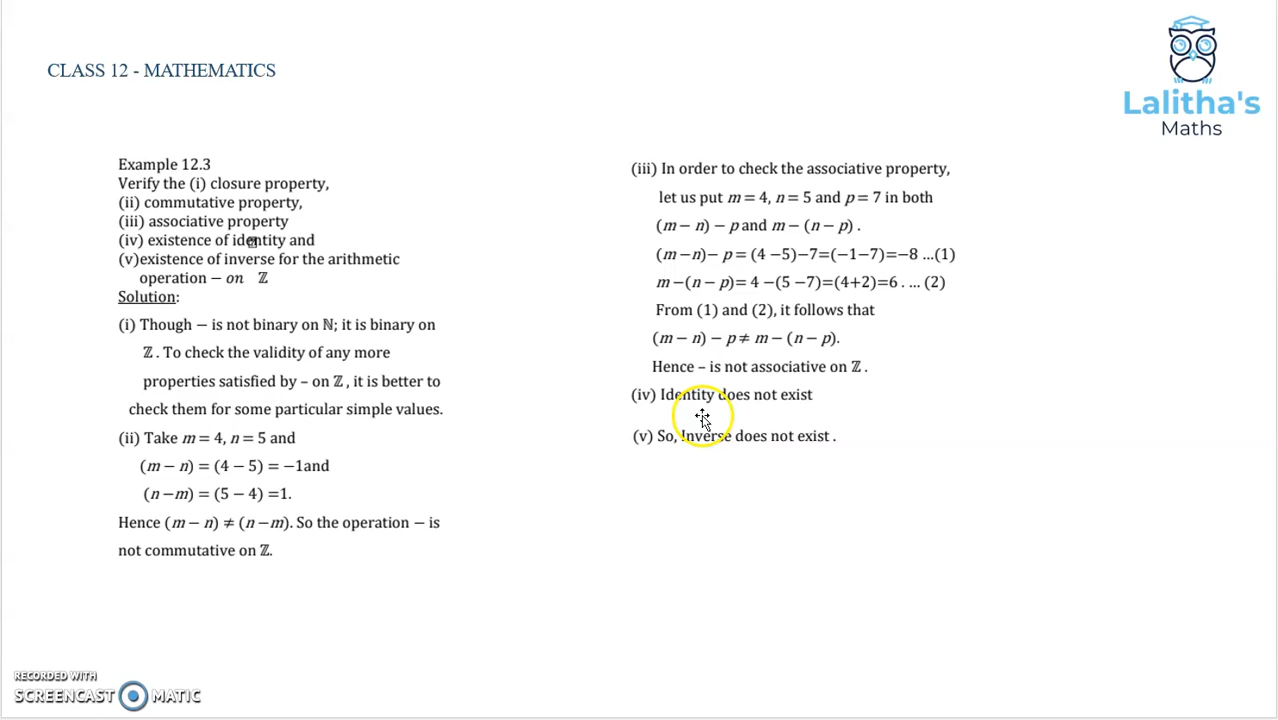 CLASS 12 - MATHEMATICS
Lalitha's
Maths
Example 12.3
Verify the (i) closure property,
(ii) commutative property,
(iii) associative property
(iv) existence of identity and
(v)existence of inverse for the arithmetic
operation − on ℤ
Solution:
(i) Though − is not binary on ℕ; it is binary on
ℤ . To check the validity of any more
properties satisfied by – on ℤ , it is better to
check them for some particular simple values.
(ii) Take m = 4, n = 5 and
(m − n) = (4 − 5) = −1and
(n −m) = (5 − 4) =1.
Hence (m − n) ≠ (n −m). So the operation − is
not commutative on ℤ.
(iii) In order to check the associative property,
let us put m = 4, n = 5 and p = 7 in both
(m − n) − p and m − (n − p) .
(m − n)− p = (4 −5)−7=(−1−7)=−8 ...(1)
m −(n − p)= 4 −(5 −7)=(4+2)=6 . ... (2)
From (1) and (2), it follows that
(m − n) − p ≠ m − (n − p).
Hence – is not associative on ℤ .
(iv) Identity does not exist
(v) So, Inverse does not exist .
RECORDED WITH
SCREENCAST MATIC